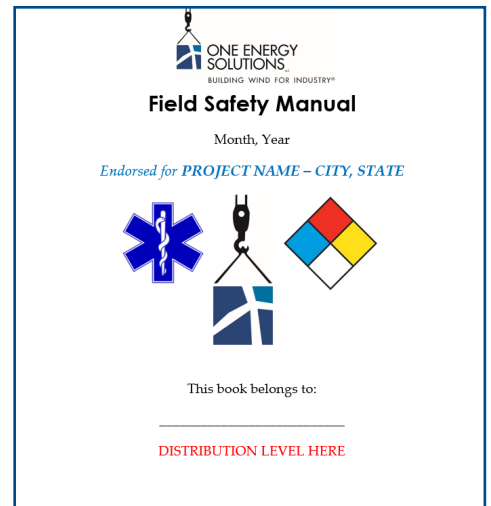 ONE ENERGY
SOLUTIONS
BUILDING WIND FOR INDUSTRY®
Field Safety Manual
Month, Year
Endorsed for PROJECT NAME – CITY, STATE
This book belongs to:
___________________________
DISTRIBUTION LEVEL HERE